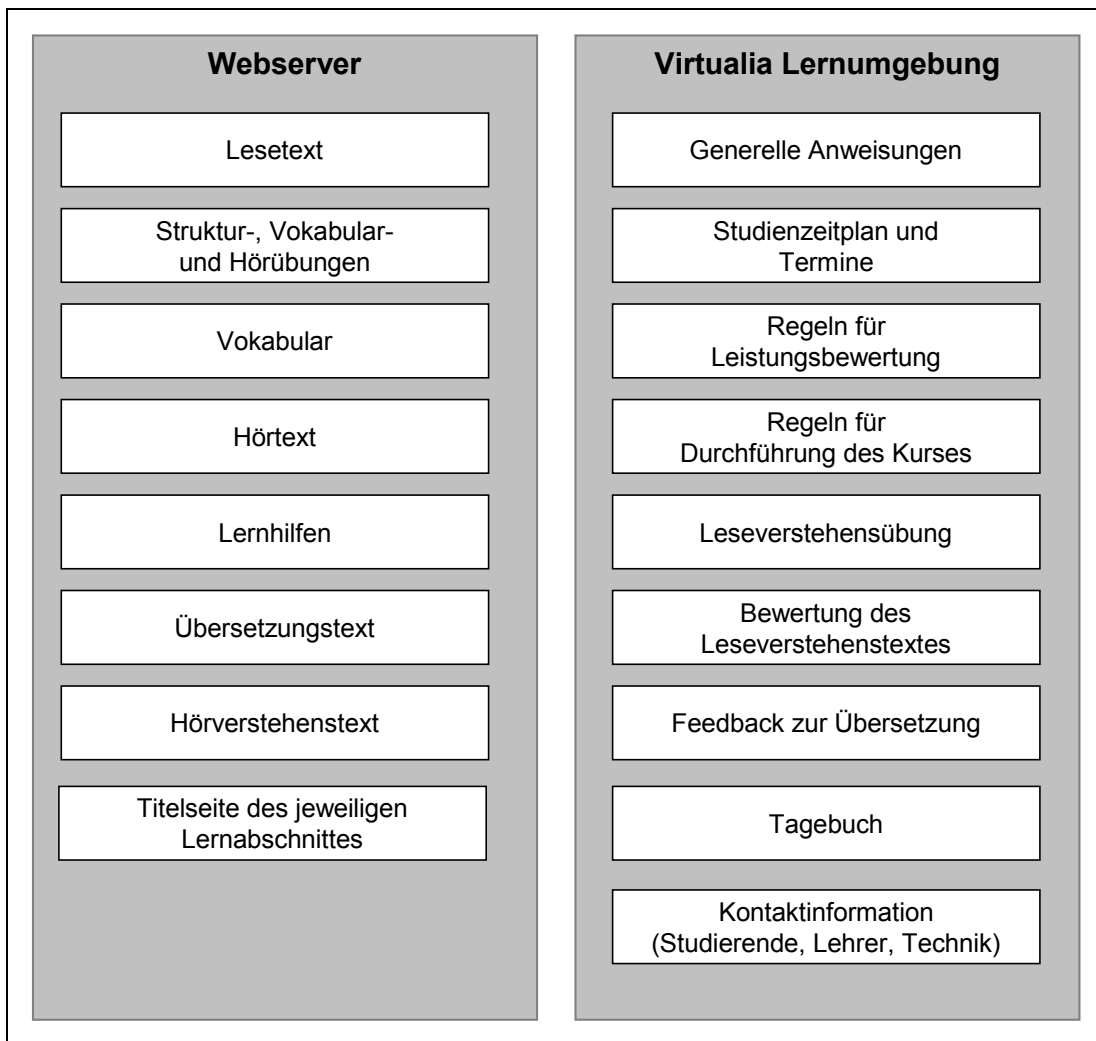 Webserver
Lesetext
Struktur-, Vokabular-
und Hörübungen
Vokabular
Hörtext
Lernhilfen
Übersetzungstext
Hörverstehenstext
Titelseite des jeweiligen
Lernabschnittes
Virtualia Lernumgebung
Generelle Anweisungen
Studienzeitplan und
Termine
Regeln für
Leistungsbewertung
Regeln für
Durchführung des Kurses
Leseverstehensübung
Bewertung des
Leseverstehenstextes
Feedback zur Übersetzung
Tagebuch
Kontaktinformation
(Studierende, Lehrer, Technik)